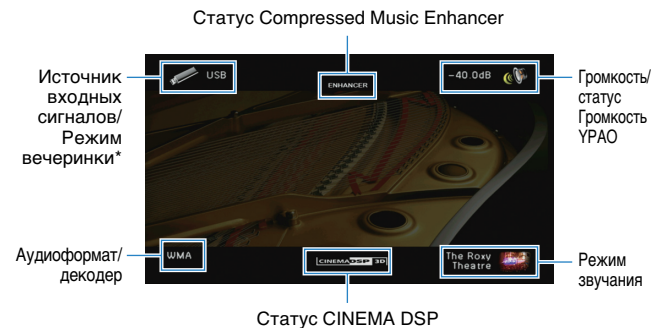 Статус Compressed Music Enhancer
Источник
входных
сигналов/
Режим
вечеринки*
USB
ENHANCER
-40.0dB
Громкость/
статус
Громкость
YPAO
Аудиоформат/
декодер
WMA
CINEMA DSP 3D
The Roxy
Theatre
Режим
звучания
Статус CINEMA DSP